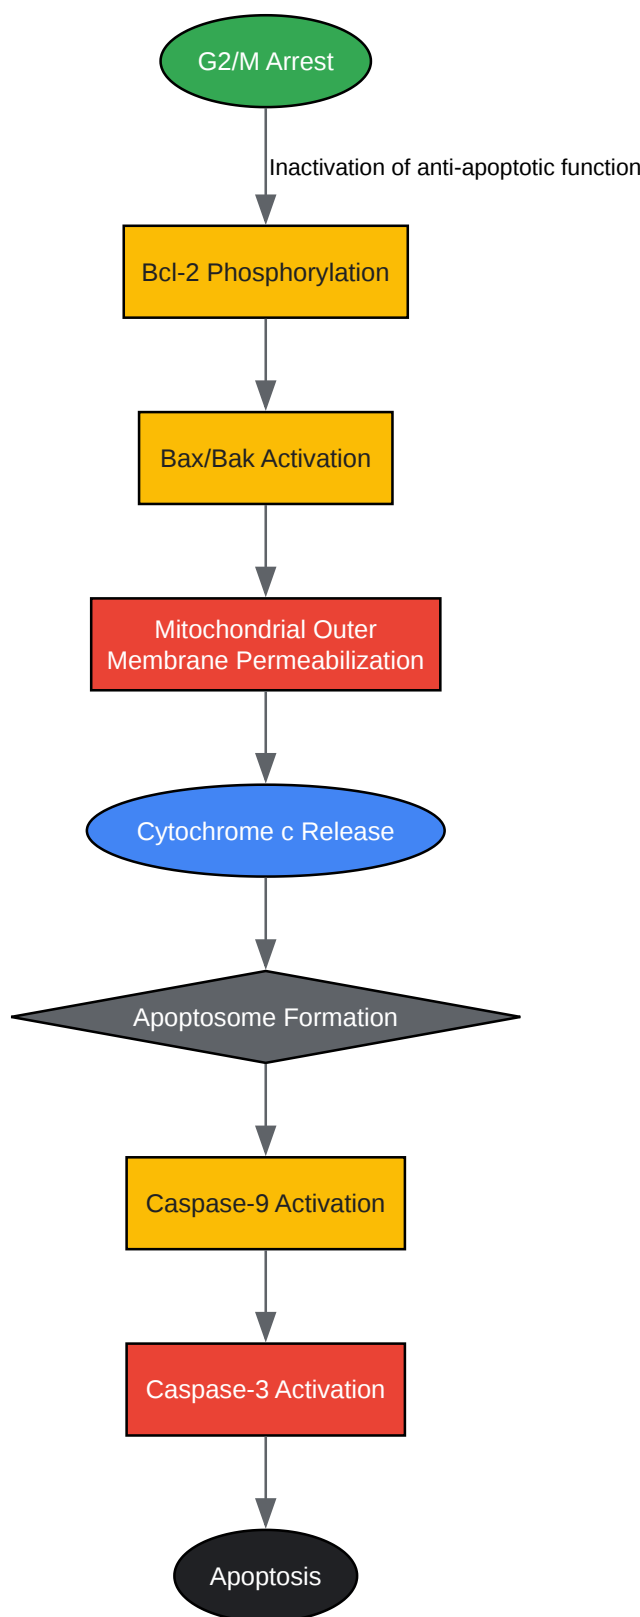 G2/M Arrest
Inactivation of anti-apoptotic function
Bcl-2 Phosphorylation
Bax/Bak Activation
Mitochondrial Outer
Membrane Permeabilization
Cytochrome c Release
Apoptosome Formation
Caspase-9 Activation
Caspase-3 Activation
Apoptosis